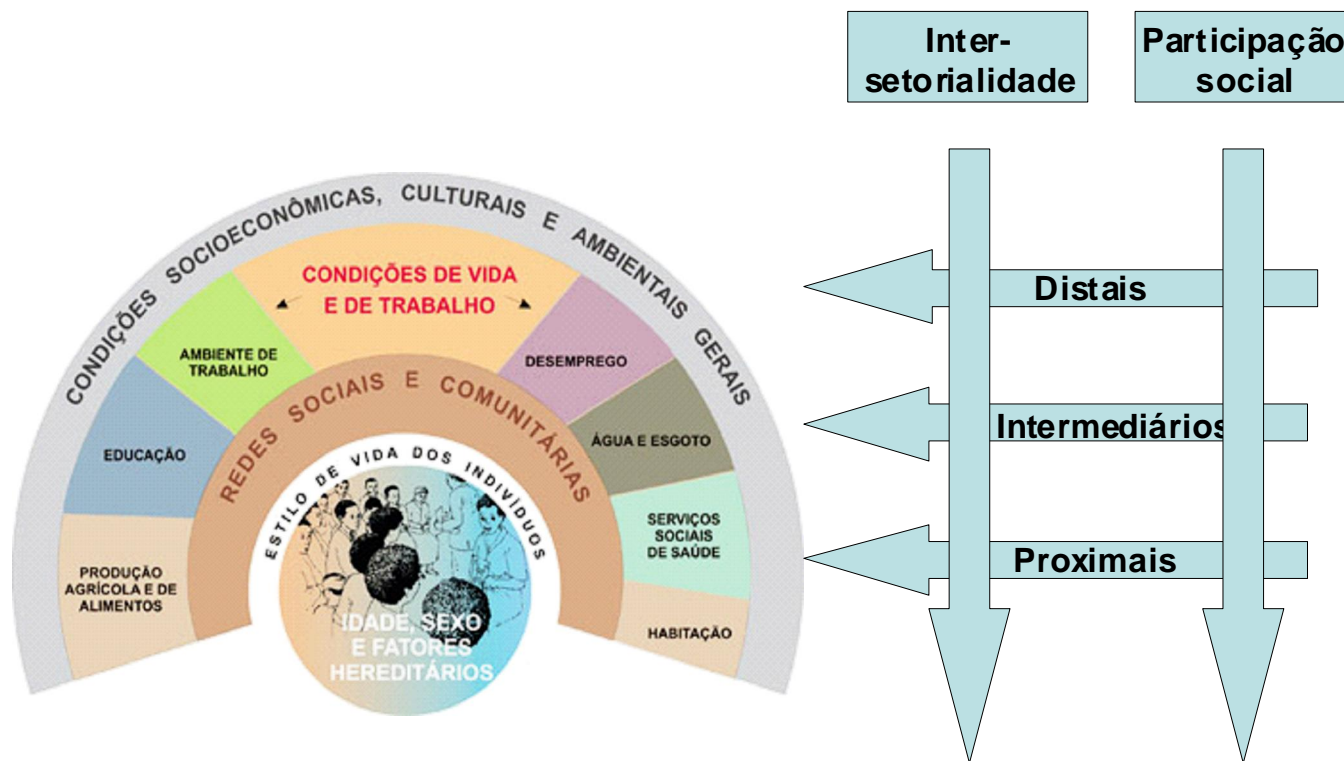 Inter-
setorialidade
Participação
social
CONDIÇÕES SOCIOECONÔMICAS, CULTURAIS E AMBIENTAIS GERAIS
CONDIÇÕES DE VIDA
E DE TRABALHO
AMBIENTE DE
TRABALHO
DESEMPREGO
REDES SOCIAIS E COMUNITÁRIAS
EDUCAÇÃO
ÁGUA E ESGOTO
ESTILO DE VIDA DOS INDIVÍDUOS
SERVIÇOS
SOCIAIS
DE SAÚDE
PRODUÇÃO
AGRÍCOLA E DE
ALIMENTOS
HABITAÇÃO
IDADE, SEXO
E FATORES
HEREDITÁRIOS
Distais
Intermediários
Proximais